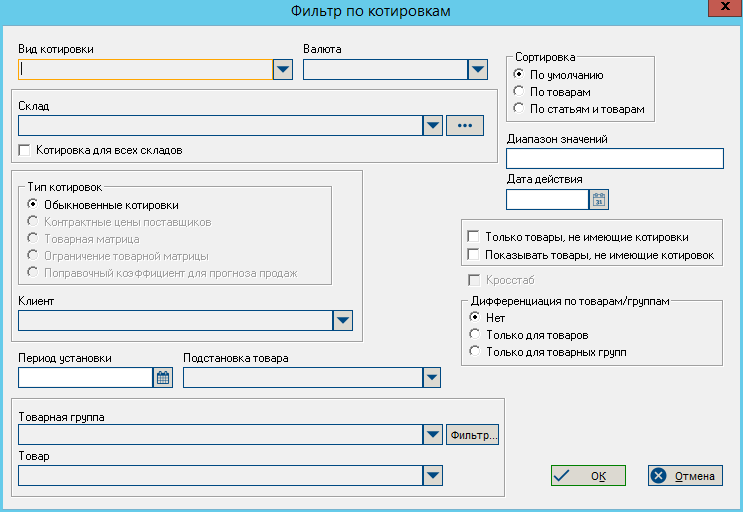 Фильтр по котировкам
x
Вид котировки
Валюта
Склад
...
Котировка для всех складов
Сортировка
По умолчанию
По товарам
По статьям и товарам
Диапазон значений
Дата действия
31
Тип котировок
Обыкновенные котировки
Контрактные цены поставщиков
Товарная матрица
Ограничение товарной матрицы
Поправочный коэффициент для прогноза продаж
Клиент
Только товары, не имеющие котировки
Показывать товары, не имеющие котировок
Кросстаб
Дифференциация по товарам/группам
Нет
Только для товаров
Только для товарных групп
Период установки
Подстановка товара
Товарная группа
Фильтр...
Товар
ОК
Отмена